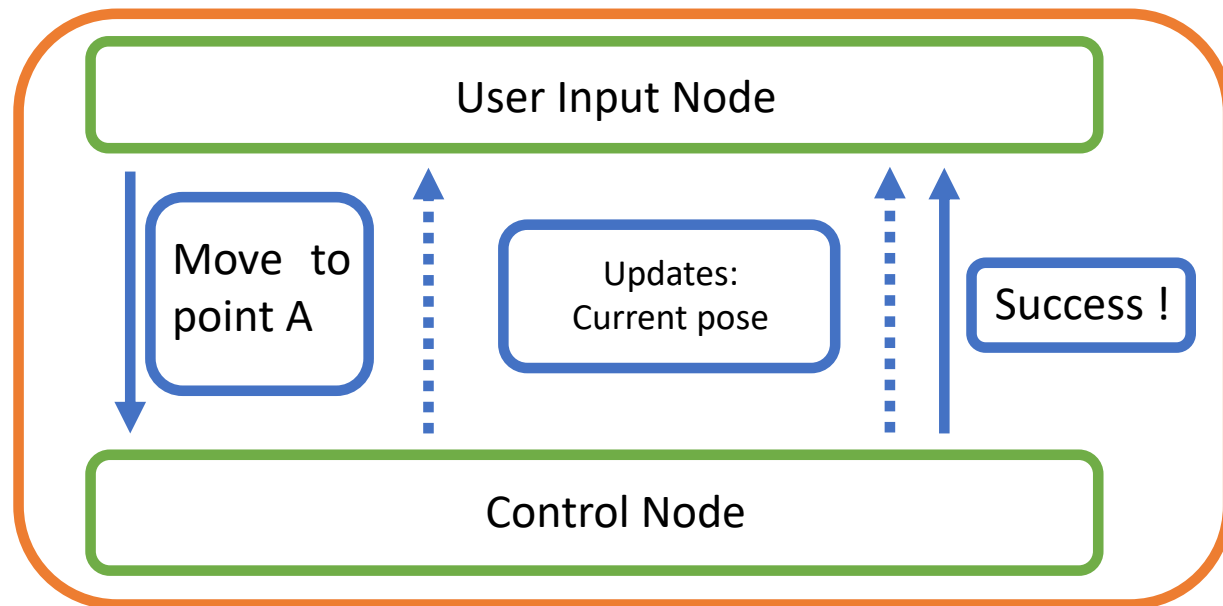 User Input Node
Move to
point A
Updates:
Current pose
Success !
Control Node